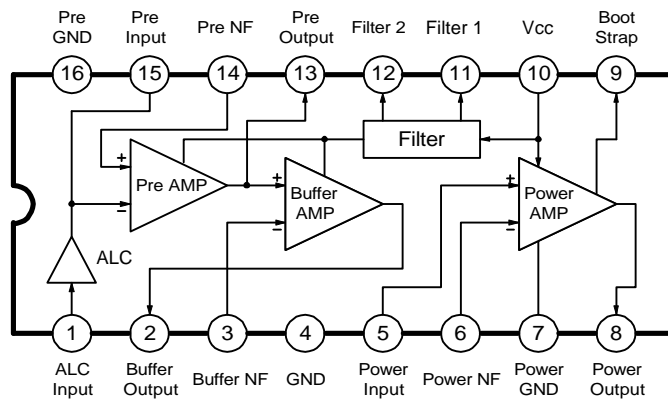 Pre GND
Pre Input
Pre NF
Pre Output
Filter 2
Filter 1
Vcc
Boot Strap
16
15
14
13
12
11
10
9
Filter
+
Pre AMP
−
+
Buffer AMP
−
+
Power AMP
−
ALC
1
2
3
4
5
6
7
8
ALC Input
Buffer Output
Buffer NF
GND
Power Input
Power NF
Power GND
Power Output